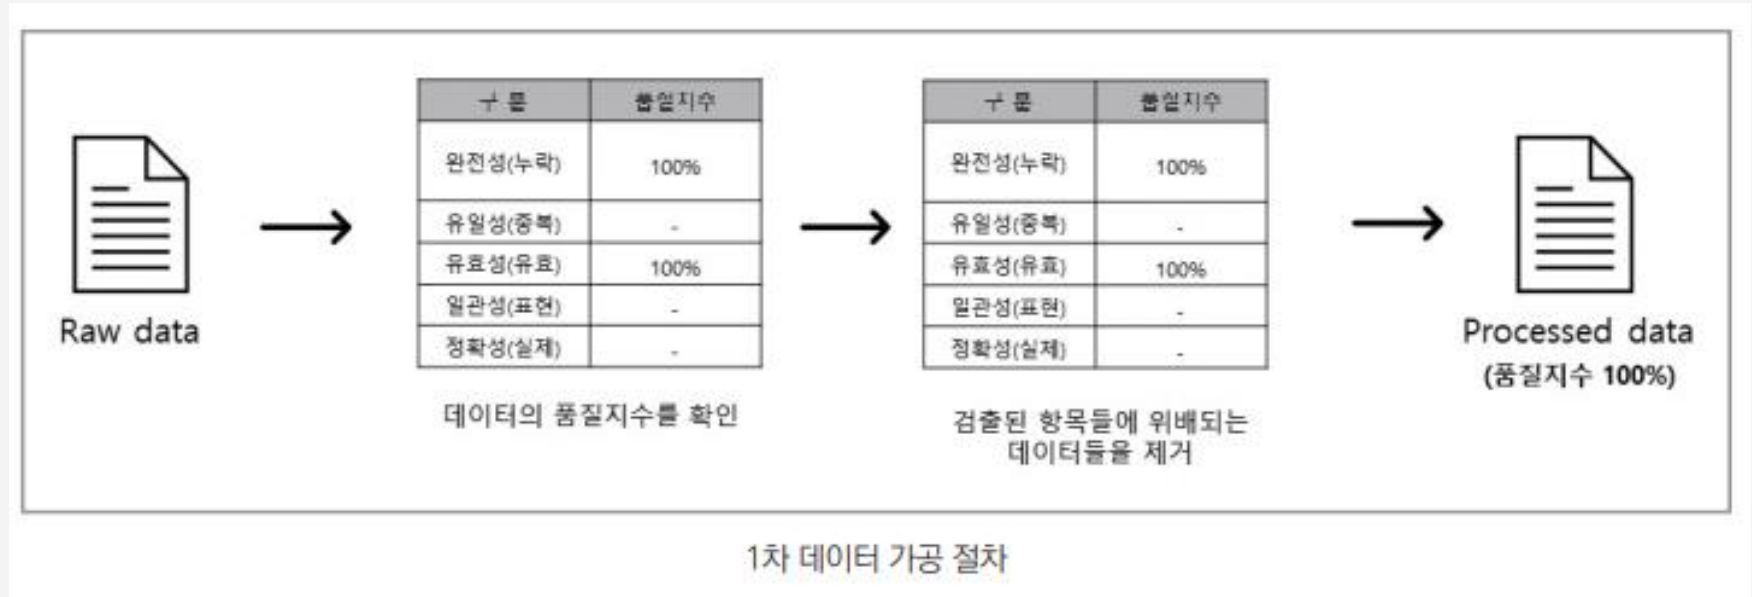 Raw data
구 분 품질지수
완전성(누락) 100%
유일성(중복) -
유효성(유효) 100%
일관성(표현) -
정확성(실제) -
데이터의 품질지수를 확인
구 분 품질지수
완전성(누락) 100%
유일성(중복) -
유효성(유효) 100%
일관성(표현) -
정확성(실제) -
검출된 항목들에 위배되는
데이터들을 제거
Processed data
(품질지수 100%)
1차 데이터 가공 절차